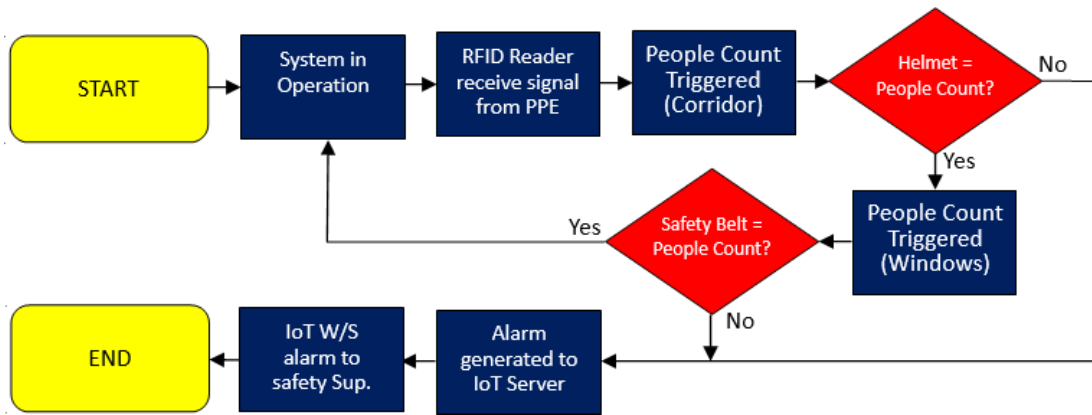 START
System in
Operation
RFID Reader
receive signal
from PPE
People Count
Triggered
(Corridor)
Helmet =
People Count?
No
Yes
People Count
Triggered
(Windows)
Safety Belt =
People Count?
Yes
No
Alarm
generated to
IoT Server
IoT W/S
alarm to
safety Sup.
END